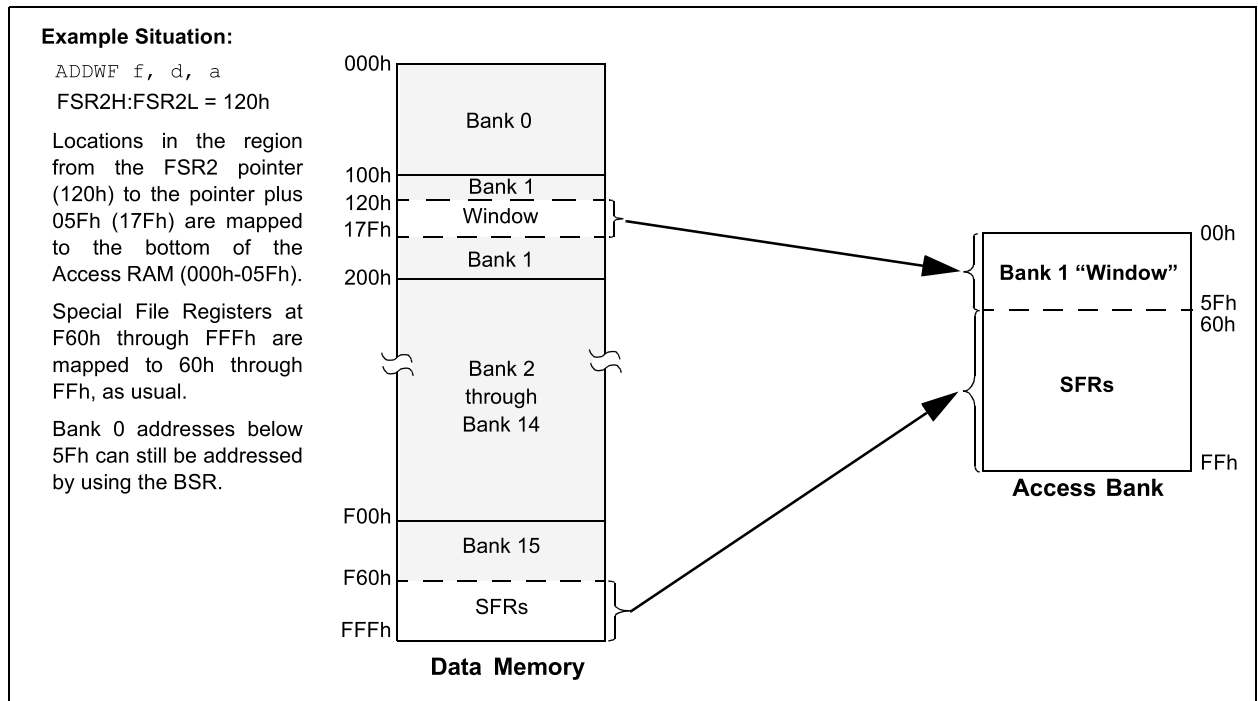 Example Situation:
ADDWF f, d, a
FSR2H:FSR2L = 120h
Locations in the region
from the FSR2 pointer
(120h) to the pointer plus
05Fh (17Fh) are mapped
to the bottom of the
Access RAM (000h-05Fh).
Special File Registers at
F60h through FFFh are
mapped to 60h through
FFh, as usual.
Bank 0 addresses below
5Fh can still be addressed
by using the BSR.
000h
Bank 0
100h
Bank 1
120h
Window
17Fh
Bank 1
200h
Bank 2
through
Bank 14
F00h
Bank 15
F60h
SFRs
FFFh
Data Memory
00h
Bank 1 “Window”
5Fh
60h
SFRs
FFh
Access Bank